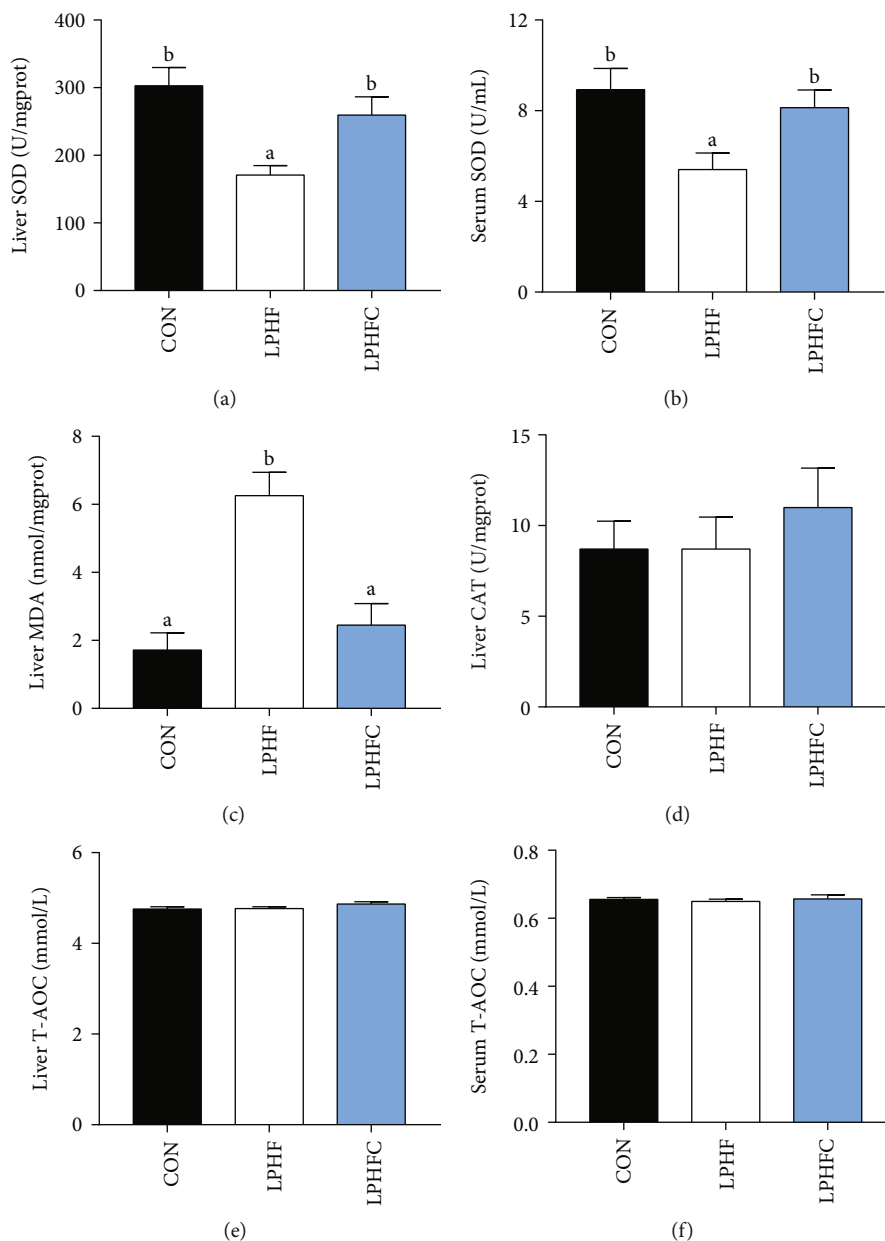 Liver SOD (U/mgprot)
400
300
200
100
0
b
a
b
CON
LPHF
LPHFC
(a)
Serum SOD (U/mL)
12
8
4
0
b
a
b
CON
LPHF
LPHFC
(b)
Liver MDA (nmol/mgprot)
8
6
4
2
0
a
b
a
CON
LPHF
LPHFC
(c)
Liver CAT (U/mgprot)
15
10
5
0
CON
LPHF
LPHFC
(d)
Liver T-AOC (mmol/L)
6
4
2
0
CON
LPHF
LPHFC
(e)
Serum T-AOC (mmol/L)
0.8
0.6
0.4
0.2
0.0
CON
LPHF
LPHFC
(f)